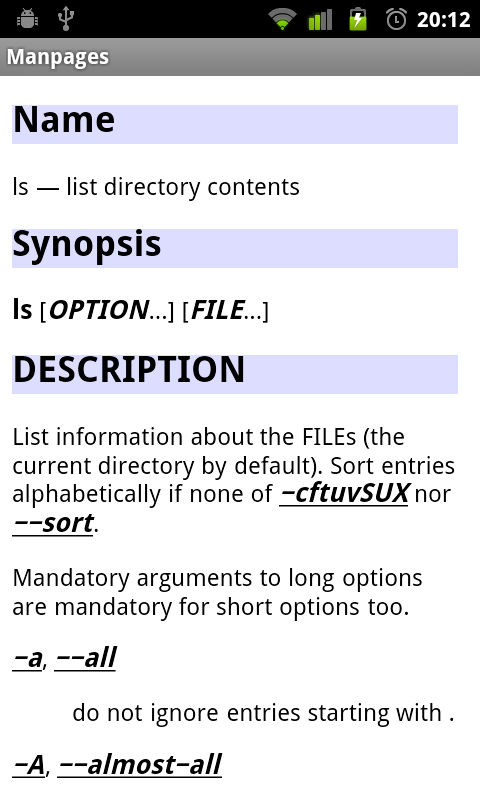 20:12
Manpages
Name
ls — list directory contents
Synopsis
ls [OPTION...] [FILE...]
DESCRIPTION
List information about the FILEs (the
current directory by default). Sort entries
alphabetically if none of −cftuvSUX nor
−−sort.
Mandatory arguments to long options
are mandatory for short options too.
−a, −−all
do not ignore entries starting with .
−A, −−almost−all